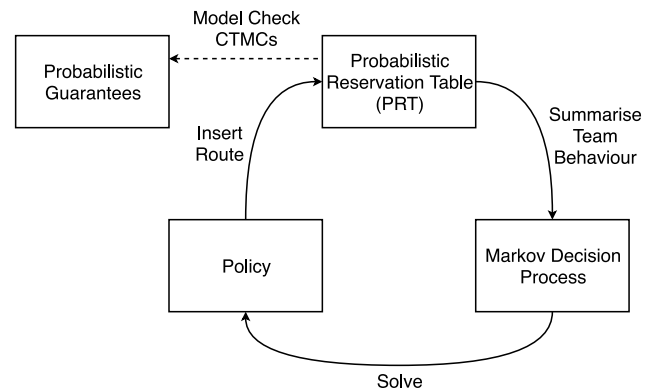 Model Check
CTMCs
Probabilistic
Guarantees
Probabilistic
Reservation Table
(PRT)
Insert
Route
Summarise
Team
Behaviour
Policy
Markov Decision
Process
Solve